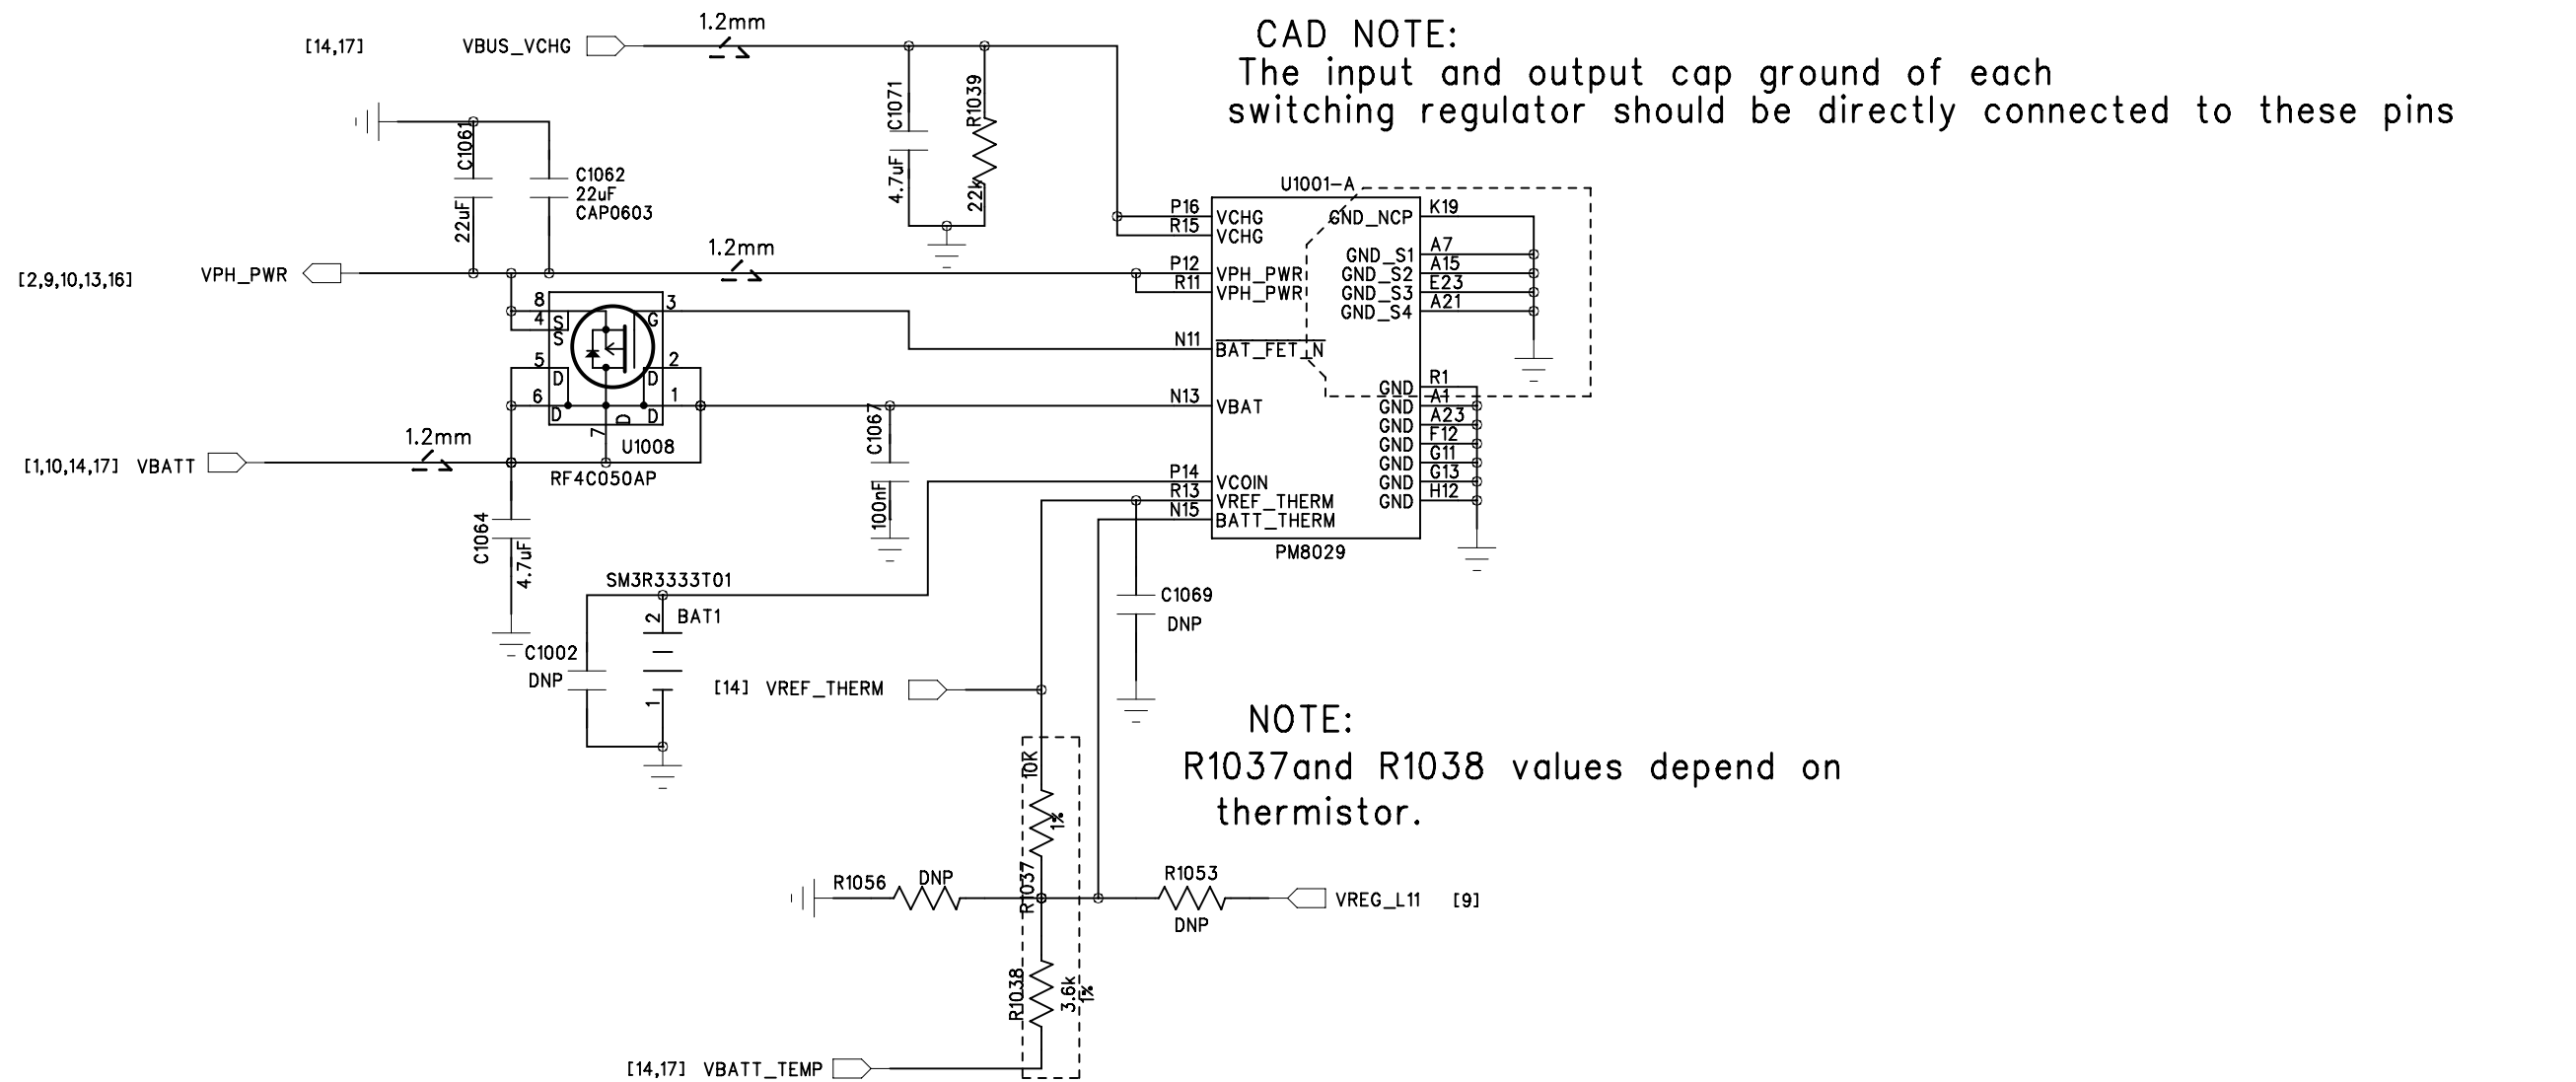 1.2mm
[14,17] VBUS_VCHG
CAD NOTE:
The input and output cap ground of each
switching regulator should be directly connected to these pins
C1071
4.7uF
R1039
22k
C1061
22uF
C1062
22uF
CAP0603
1.2mm
[2,9,10,13,16] VPH_PWR
U1001-A
P16 VCHG GND_NCP K19
R15 VCHG
GND_S1 A7
P12 VPH_PWR GND_S2 A15
R11 VPH_PWR GND_S3 E23
GND_S4 A21
N11 BAT_FET_N
GND R1
N13 VBAT GND A1
GND A23
GND F12
GND G11
P14 VCOIN GND G13
R13 VREF_THERM GND H12
N15 BATT_THERM
PM8029
8 3
4 S G
S
5 2
D D
6 1
D D D
7
U1008
RF4C050AP
1.2mm
[1,10,14,17] VBATT
C1067
100nF
C1064
4.7uF
SM3R3333T01
2 BAT1
1
C1002
DNP
C1069
DNP
[14] VREF_THERM
NOTE:
R1037and R1038 values depend on
thermistor.
10K
1%
R1037
R1056 DNP
R1053
DNP
VREG_L11 [9]
R1038
3.6k
1%
[14,17] VBATT_TEMP